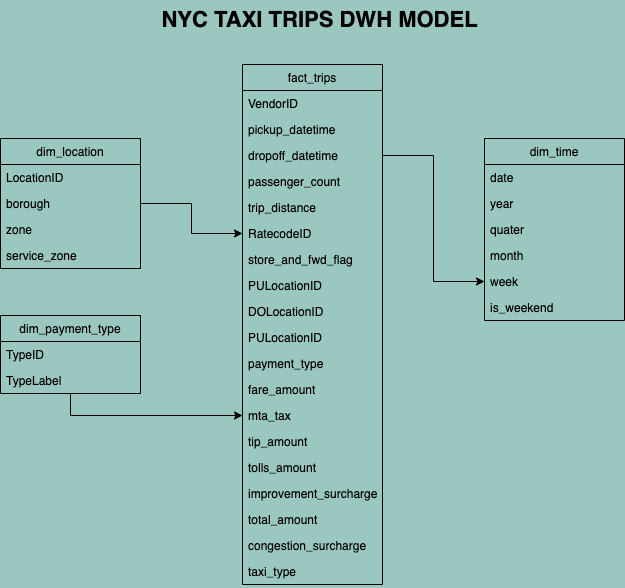 NYC TAXI TRIPS DWH MODEL
fact_trips
VendorID
pickup_datetime
dropoff_datetime
passenger_count
trip_distance
RatecodeID
store_and_fwd_flag
PULocationID
DOLocationID
PULocationID
payment_type
fare_amount
mta_tax
tip_amount
tolls_amount
improvement_surcharge
total_amount
congestion_surcharge
taxi_type
dim_location
LocationID
borough
zone
service_zone
dim_payment_type
TypeID
TypeLabel
dim_time
date
year
quater
month
week
is_weekend